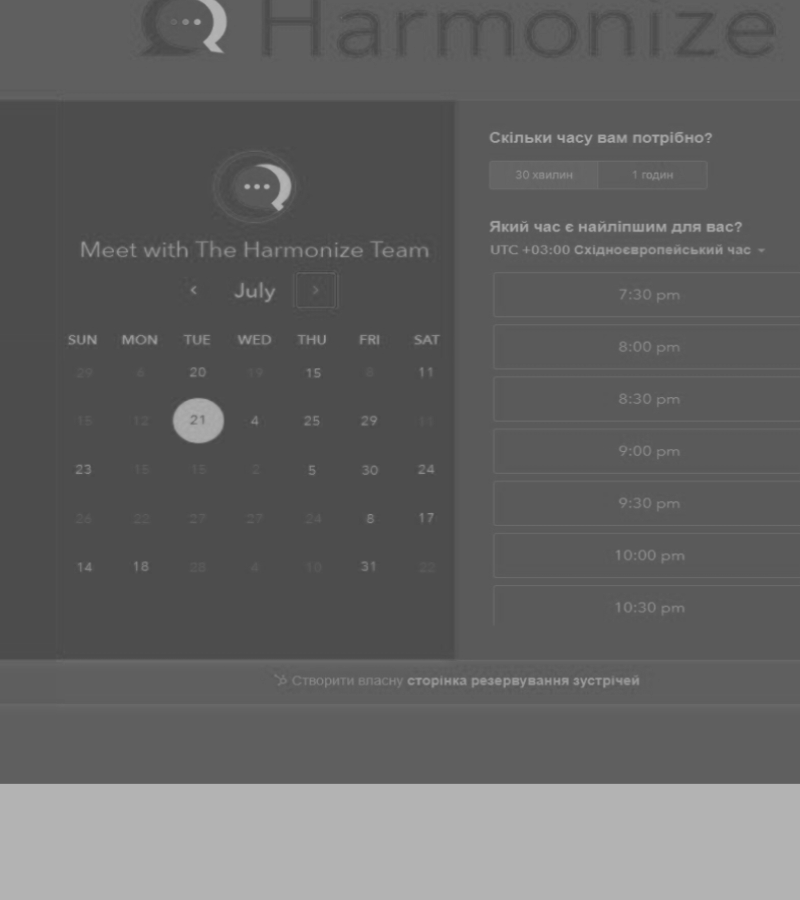 Harmonize
Скільки часу вам потрібно?
30 хвилин 1 годин
Meet with The Harmonize Team
Який час є найліпшим для вас?
UTC +03:00 Східноєвропейський час
July
SUN MON TUE WED THU FRI SAT
29 6 20 19 15 8 11
15 12 21 4 25 29 11
23 15 15 2 5 30 24
26 22 27 27 24 8 17
14 18 28 4 10 31 22
7:30 pm
8:00 pm
8:30 pm
9:00 pm
9:30 pm
10:00 pm
10:30 pm
Створити власну сторінка резервування зустрічей